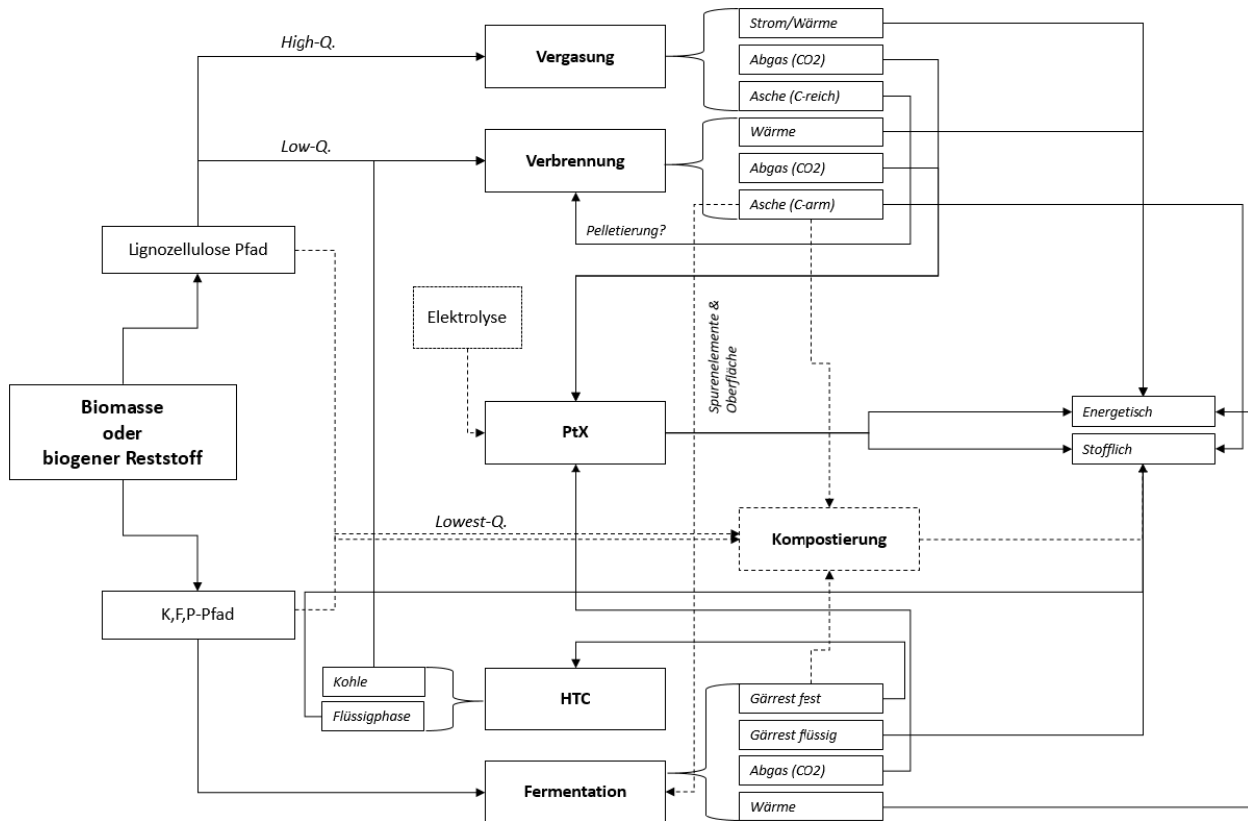 High-Q.
Vergasung
Strom/Wärme
Abgas (CO2)
Asche (C-reich)
Low-Q.
Verbrennung
Wärme
Abgas (CO2)
Asche (C-arm)
Pelletierung?
Lignozellulose Pfad
Elektrolyse
Spurenelemente &
Oberfläche
Biomasse
oder
biogener Reststoff
PtX
Energetisch
Stofflich
Lowest-Q.
Kompostierung
K,F,P-Pfad
Kohle
Flüssigphase
HTC
Gärrest fest
Gärrest flüssig
Abgas (CO2)
Wärme
Fermentation